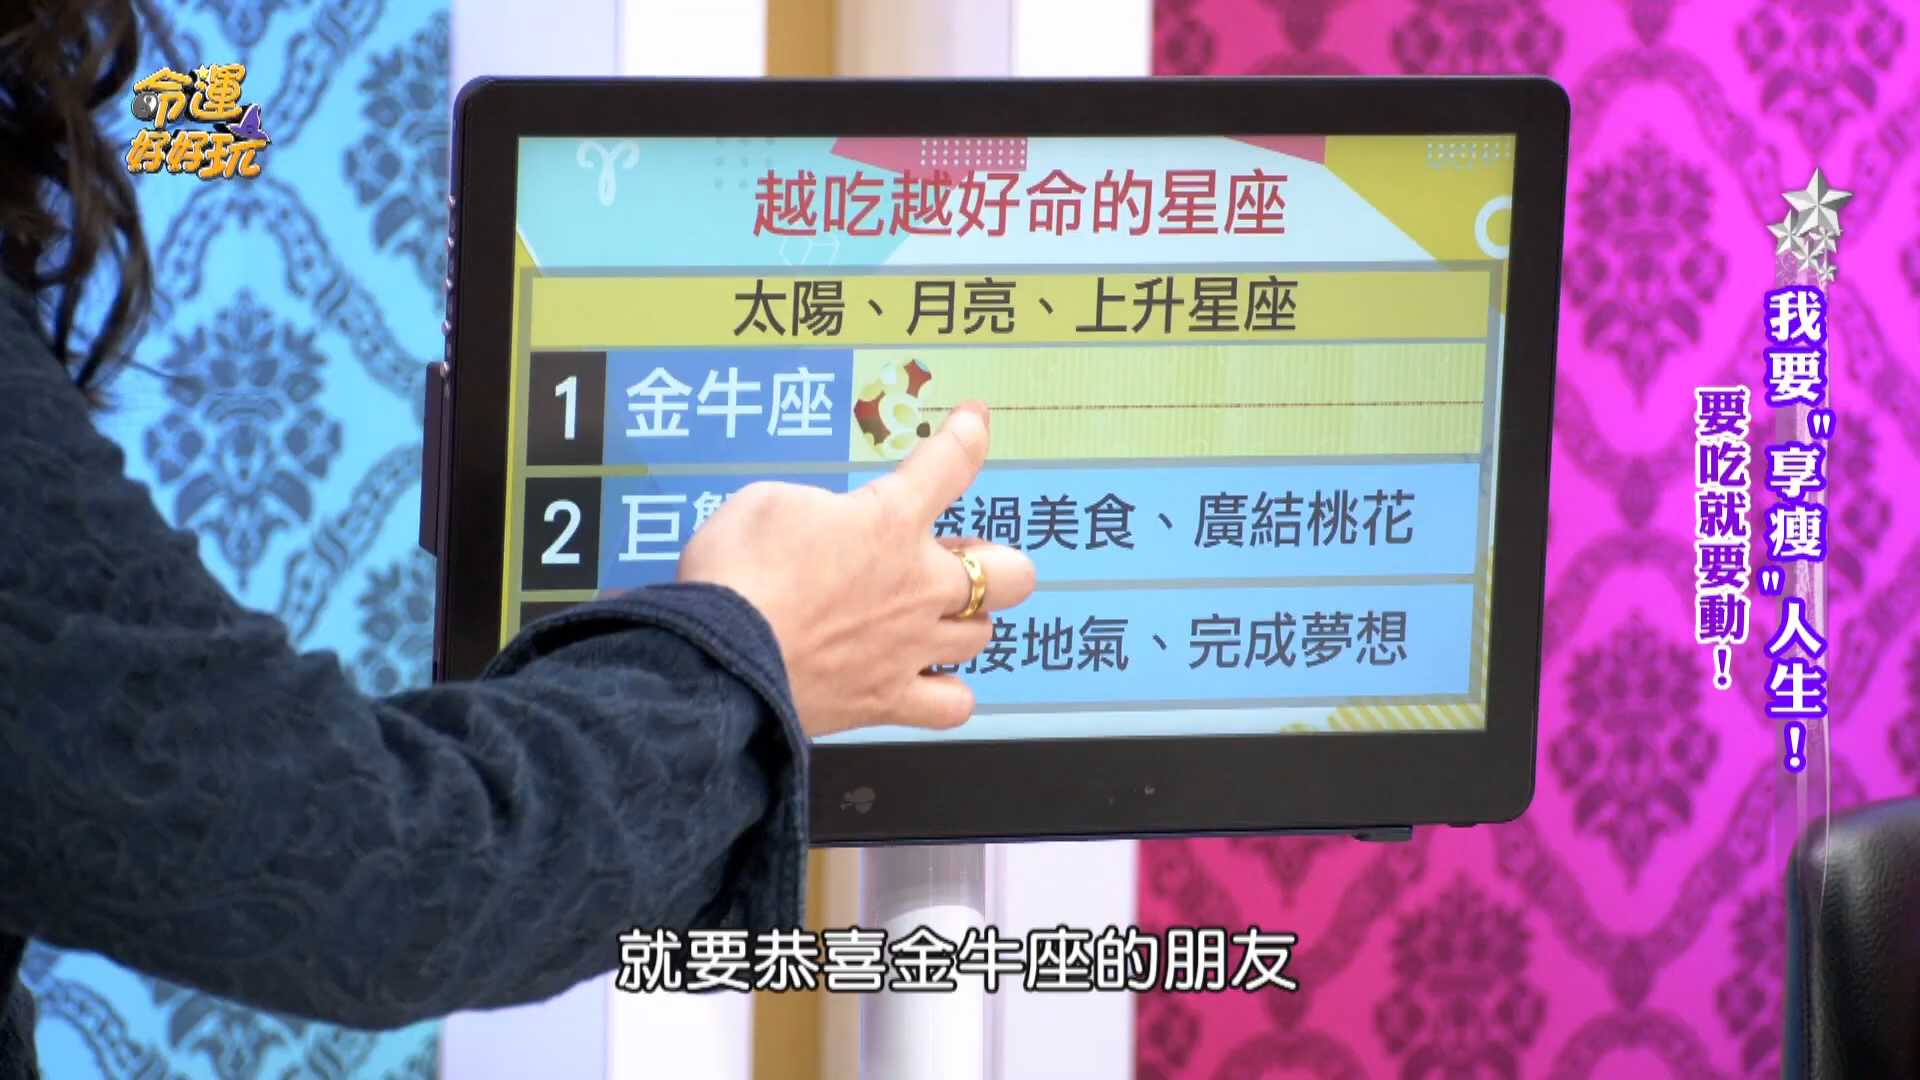 命運
好好玩
越吃越好命的星座
太陽、月亮、上升星座
1 金牛座
2 巨 過美食、廣結桃花
接地氣、完成夢想
我要"享瘦"人生！
要吃就要動！
就要恭喜金牛座的朋友